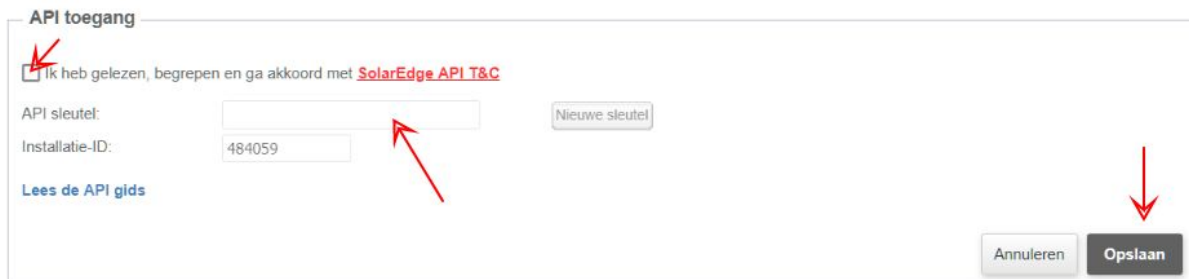 API toegang
Ik heb gelezen, begrepen en ga akkoord met SolarEdge API T&C
API sleutel:
Nieuwe sleutel
Installatie-ID:
484059
Lees de API gids
Annuleren
Opslaan